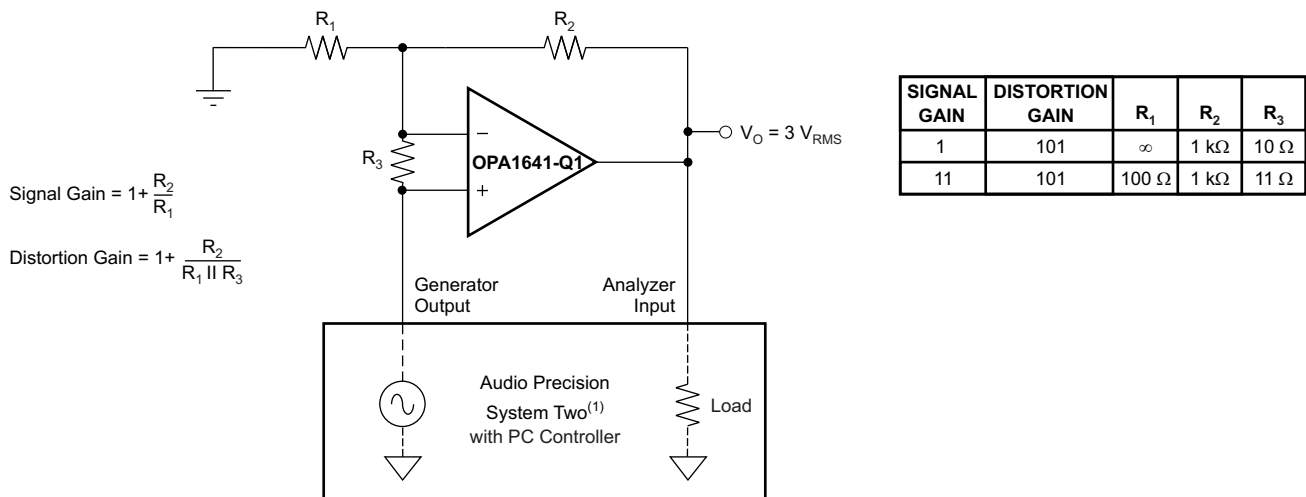 R1
R2
SIGNAL GAIN | DISTORTION GAIN | R1 | R2 | R3
1 | 101 | ∞ | 1 kΩ | 10 Ω
11 | 101 | 100 Ω | 1 kΩ | 11 Ω
−
VO = 3 VRMS
R3
OPA1641-Q1
+
Signal Gain = 1+ R2/R1
Distortion Gain = 1+ R2/(R1 II R3)
Generator
Output
Analyzer
Input
Audio Precision
System Two(1)
with PC Controller
Load